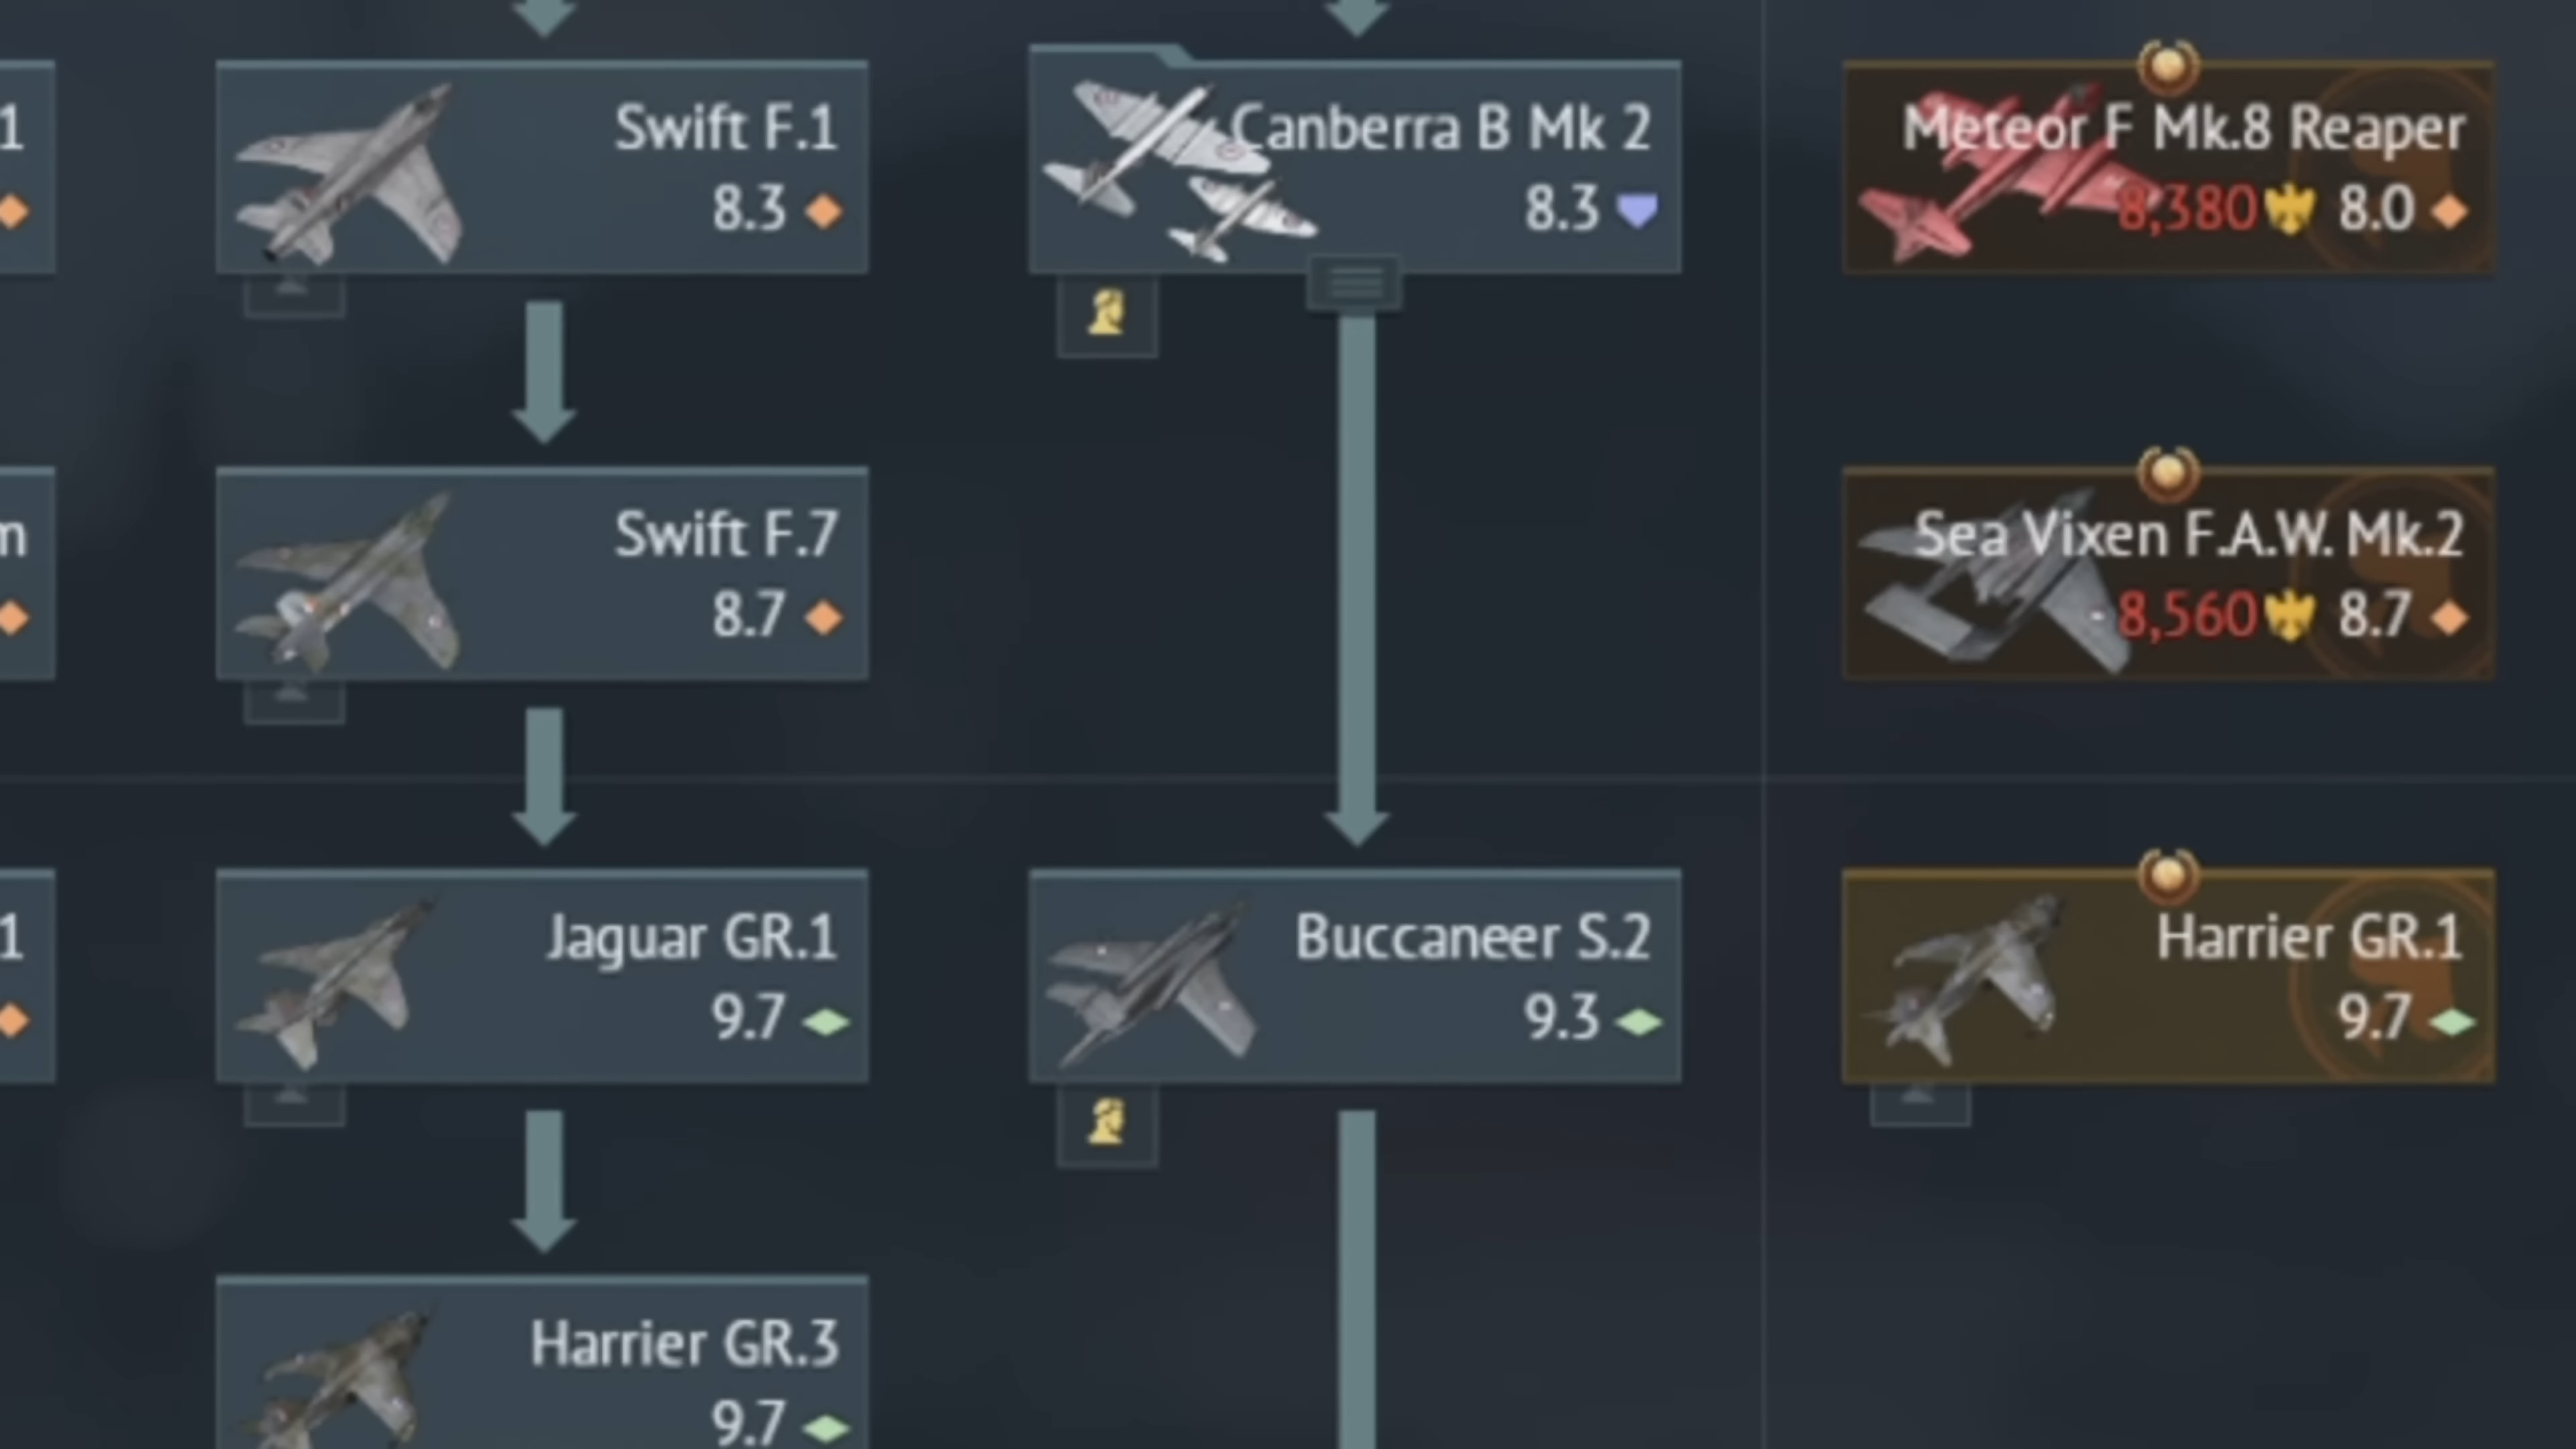 1
Swift F.1
8.3
Canberra B Mk 2
8.3
Meteor F Mk.8 Reaper
8,380 8.0
m
Swift F.7
8.7
Sea Vixen F.A.W. Mk.2
8,560 8.7
1
Jaguar GR.1
9.7
Buccaneer S.2
9.3
Harrier GR.1
9.7
Harrier GR.3
9.7